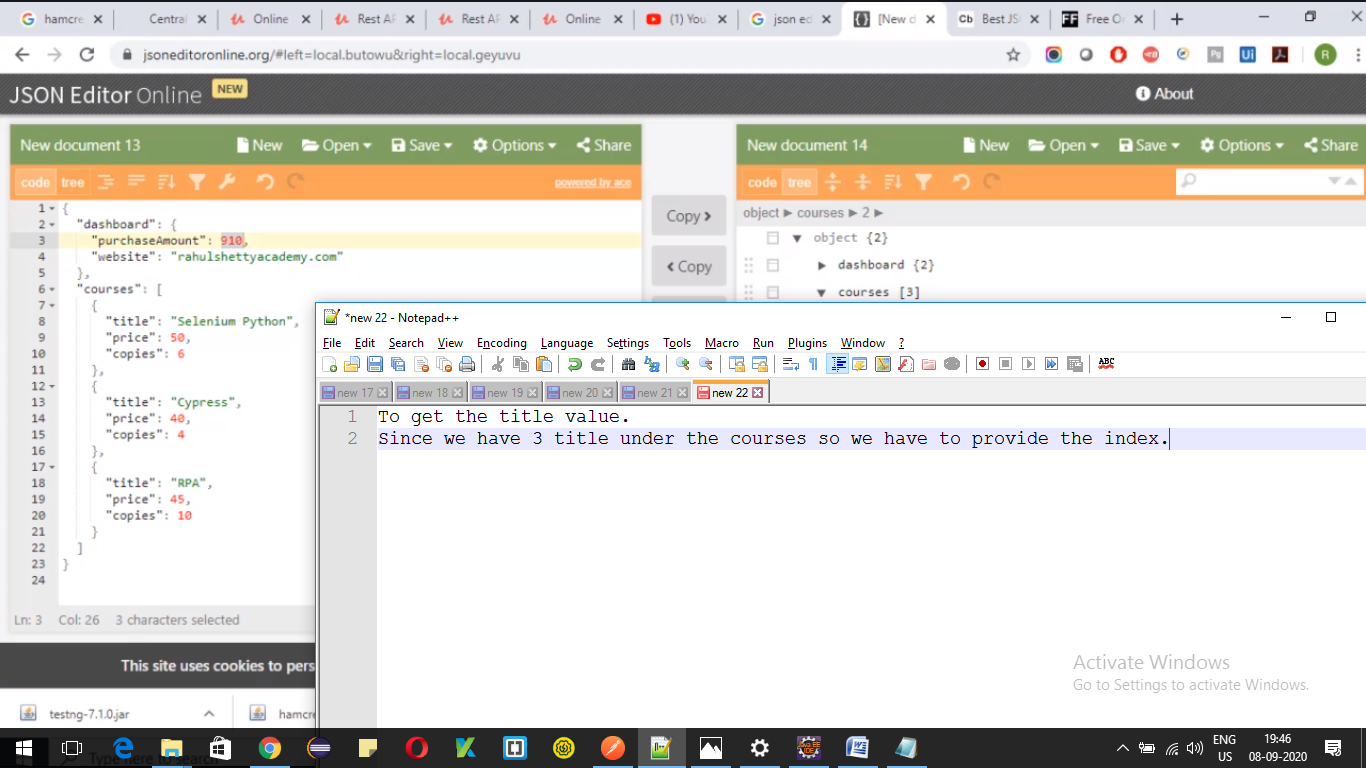 hamcre
Central
Online
Rest AF
Rest AF
Online
(1) You
json ed
[New d
Cb Best JS
FF Free O
jsoneditoronline.org/#left=local.butowu&right=local.geyuvu
R
JSON Editor Online NEW
About
New document 13 New Open Save Options Share
code tree powered by ace
1 {
2 "dashboard": {
3 "purchaseAmount": 910,
4 "website": "rahulshettyacademy.com"
5 },
6 "courses": [
7 {
8 "title": "Selenium Python",
9 "price": 50,
10 "copies": 6
11 },
12 {
13 "title": "Cypress",
14 "price": 40,
15 "copies": 4
16 },
17 {
18 "title": "RPA",
19 "price": 45,
20 "copies": 10
21 }
22 ]
23 }
24
Ln: 3 Col: 26 3 characters selected
Copy >
< Copy
New document 14 New Open Save Options Share
code tree
object ▶ courses ▶ 2 ▶
object {2}
dashboard {2}
courses [3]
*new 22 - Notepad++
File Edit Search View Encoding Language Settings Tools Macro Run Plugins Window ?
ABC
new 17 new 18 new 19 new 20 new 21 new 22
1 To get the title value.
2 Since we have 3 title under the courses so we have to provide the index.
Activate Windows
Go to Settings to activate Windows.
This site uses cookies to pers
testng-7.1.0.jar
hamcre
Type here to search
ENG
US
19:46
08-09-2020